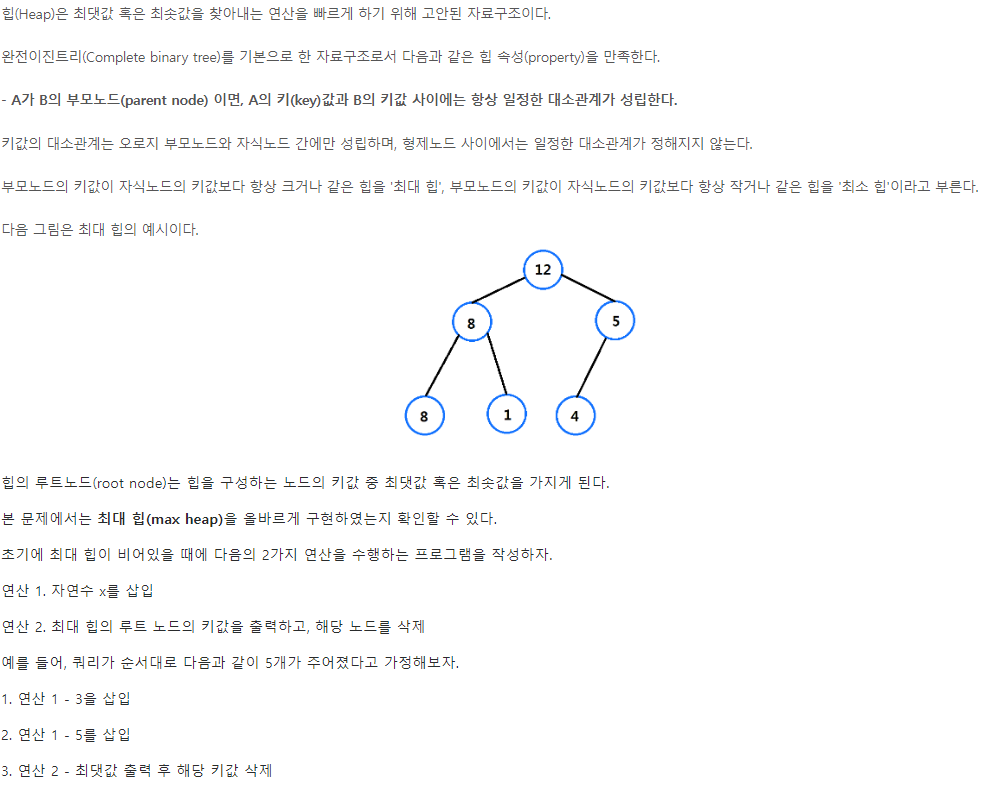 힙(Heap)은 최댓값 혹은 최솟값을 찾아내는 연산을 빠르게 하기 위해 고안된 자료구조이다.
완전이진트리(Complete binary tree)를 기본으로 한 자료구조로서 다음과 같은 힙 속성(property)을 만족한다.
- A가 B의 부모노드(parent node) 이면, A의 키(key)값과 B의 키값 사이에는 항상 일정한 대소관계가 성립한다.
키값의 대소관계는 오로지 부모노드와 자식노드 간에만 성립하며, 형제노드 사이에서는 일정한 대소관계가 정해지지 않는다.
부모노드의 키값이 자식노드의 키값보다 항상 크거나 같은 힙을 '최대 힙', 부모노드의 키값이 자식노드의 키값보다 항상 작거나 같은 힙을 '최소 힙'이라고 부른다.
다음 그림은 최대 힙의 예시이다.
12
8 5
8 1 4
힙의 루트노드(root node)는 힙을 구성하는 노드의 키값 중 최댓값 혹은 최솟값을 가지게 된다.
본 문제에서는 최대 힙(max heap)을 올바르게 구현하였는지 확인할 수 있다.
초기에 최대 힙이 비어있을 때에 다음의 2가지 연산을 수행하는 프로그램을 작성하자.
연산 1. 자연수 x를 삽입
연산 2. 최대 힙의 루트 노드의 키값을 출력하고, 해당 노드를 삭제
예를 들어, 쿼리가 순서대로 다음과 같이 5개가 주어졌다고 가정해보자.
1. 연산 1 - 3을 삽입
2. 연산 1 - 5를 삽입
3. 연산 2 - 최댓값 출력 후 해당 키값 삭제